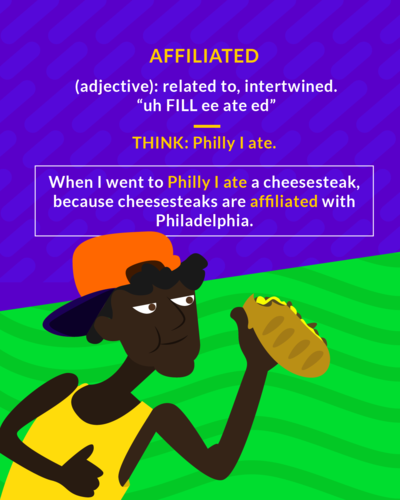 AFFILIATED
(adjective): related to, intertwined.
“uh FILL ee ate ed”
THINK: Philly I ate.
When I went to Philly I ate a cheesesteak,
because cheesesteaks are affiliated with
Philadelphia.